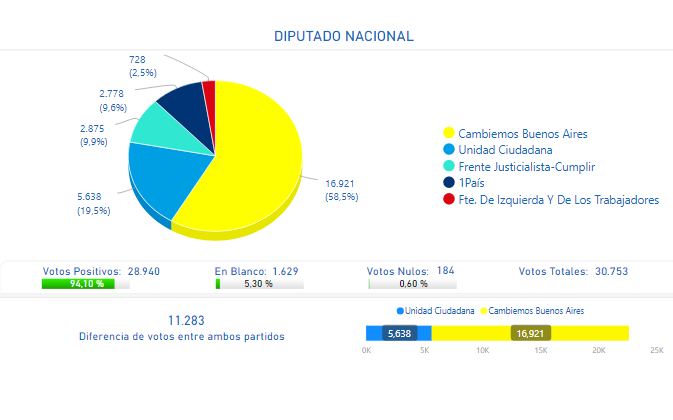 DIPUTADO NACIONAL
728
(2,5%)
2.778
(9,6%)
2.875
(9,9%)
5.638
(19,5%)
16.921
(58,5%)
Cambiemos Buenos Aires
Unidad Ciudadana
Frente Justicialista-Cumplir
1País
Fte. De Izquierda Y De Los Trabajadores
Votos Positivos: 28.940
94,10 %
En Blanco: 1.629
5,30 %
Votos Nulos: 184
0,60 %
Votos Totales: 30.753
11.283
Diferencia de votos entre ambos partidos
Unidad Ciudadana Cambiemos Buenos Aires
5,638 16,921
0K 5K 10K 15K 20K 25K